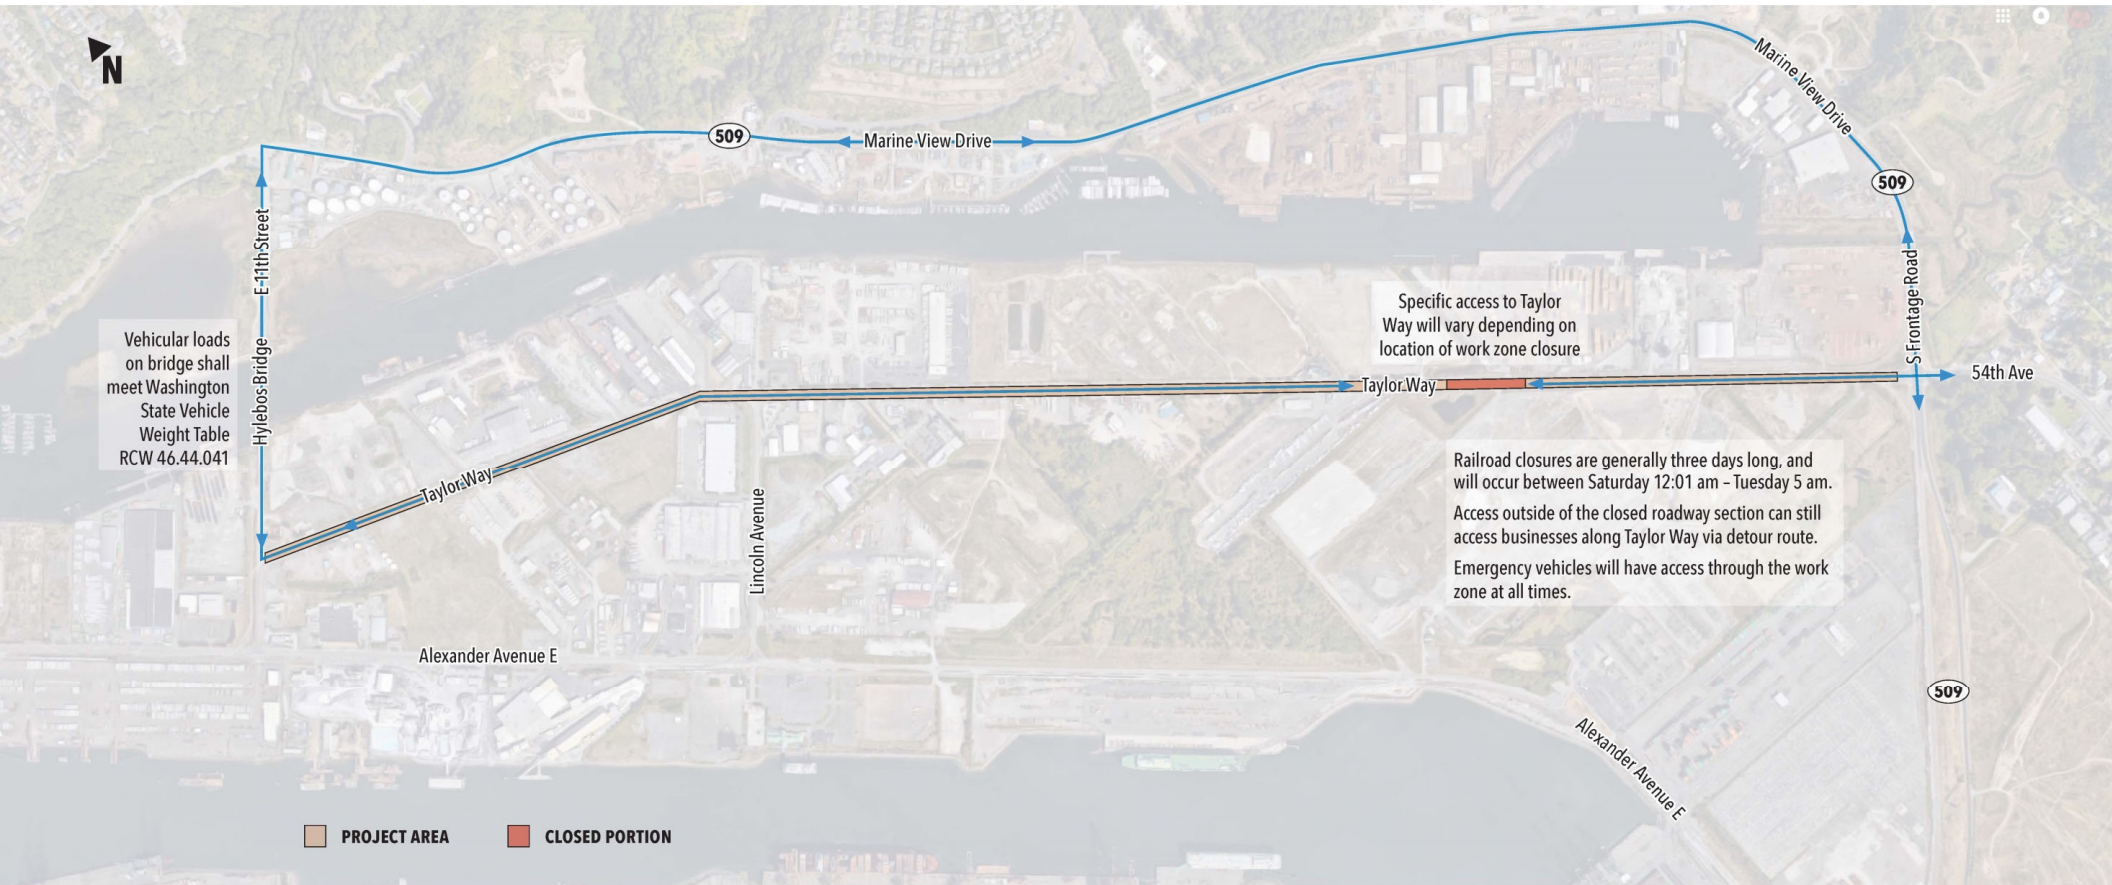 N
Marine View Drive
509
Marine View Drive
509
E 11th Street
Hylebos Bridge
Vehicular loads
on bridge shall
meet Washington
State Vehicle
Weight Table
RCW 46.44.041
Specific access to Taylor
Way will vary depending on
location of work zone closure
S Frontage Road
Taylor Way
54th Ave
Taylor Way
Railroad closures are generally three days long, and
will occur between Saturday 12:01 am – Tuesday 5 am.
Access outside of the closed roadway section can still
access businesses along Taylor Way via detour route.
Emergency vehicles will have access through the work
zone at all times.
Lincoln Avenue
Alexander Avenue E
509
Alexander Avenue E
PROJECT AREA
CLOSED PORTION